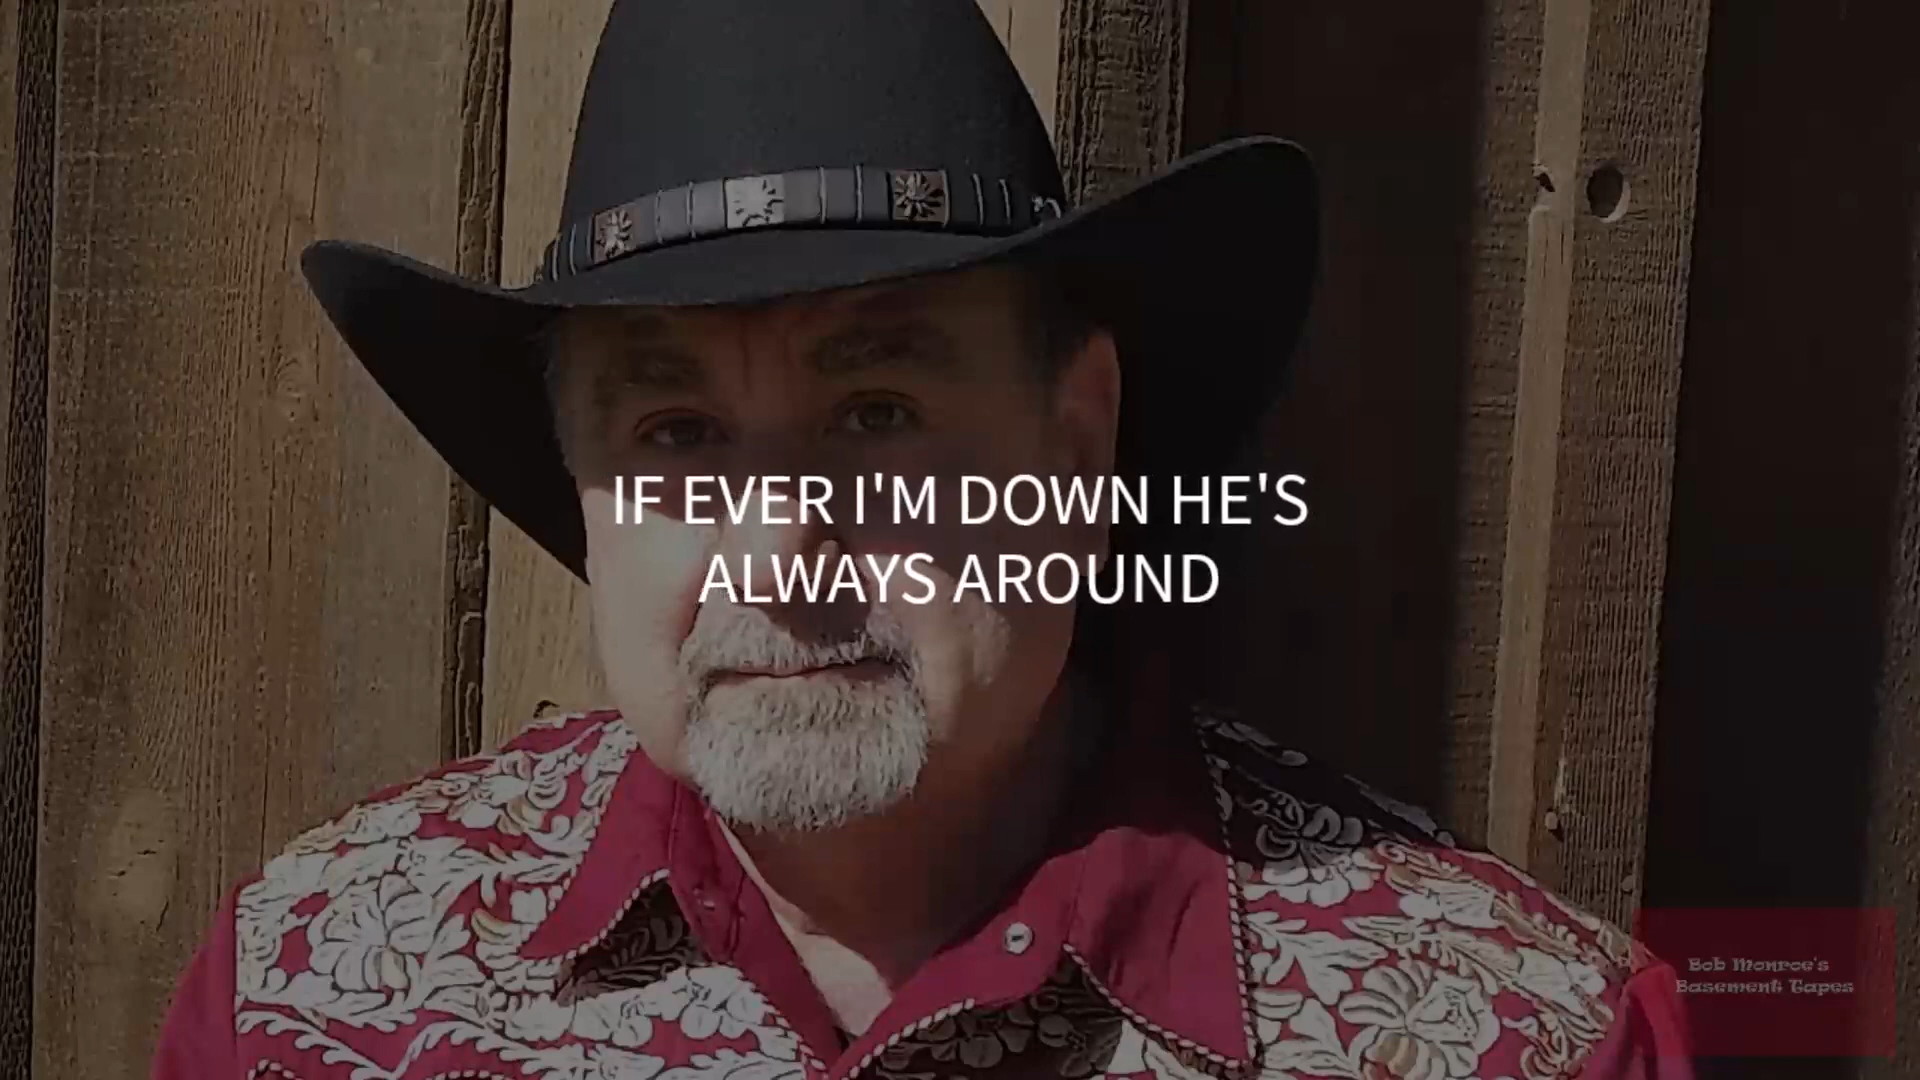 IF EVER I'M DOWN HE'S
ALWAYS AROUND
Bob Monroe's
Basement Tapes